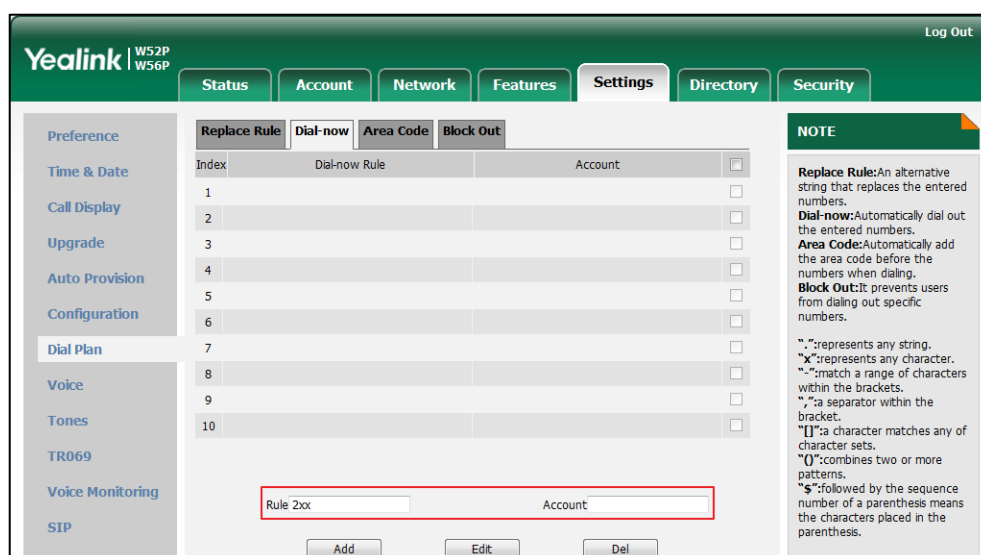 Log Out
Yealink | W52P W56P
Status Account Network Features Settings Directory Security
Preference
Time & Date
Call Display
Upgrade
Auto Provision
Configuration
Dial Plan
Voice
Tones
TR069
Voice Monitoring
SIP
Replace Rule Dial-now Area Code Block Out
Index Dial-now Rule Account
1
2
3
4
5
6
7
8
9
10
Rule 2xx Account
Add Edit Del
NOTE
Replace Rule:An alternative
string that replaces the entered
numbers.
Dial-now:Automatically dial out
the entered numbers.
Area Code:Automatically add
the area code before the
numbers when dialing.
Block Out:It prevents users
from dialing out specific
numbers.
“.”:represents any string.
“x”:represents any character.
“-”:match a range of characters
within the brackets.
“,”:a separator within the
bracket.
“[]”:a character matches any of
character sets.
“()”:combines two or more
patterns.
“$”:followed by the sequence
number of a parenthesis means
the characters placed in the
parenthesis.